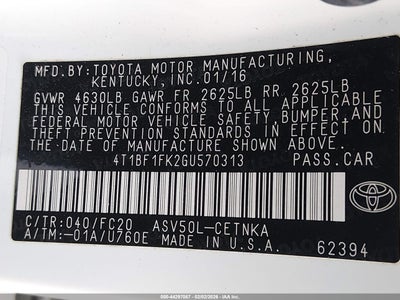 MFD.BY: TOYOTA MOTOR MANUFACTURING,
KENTUCKY, INC. 01/16
GVWR 4630LB GAWR FR 2625LB RR 2625LB
THIS VEHICLE CONFORMS TO ALL APPLICABLE
FEDERAL MOTOR VEHICLE SAFETY, BUMPER, AND
THEFT PREVENTION STANDARDS IN EFFECT ON
THE DATE OF MANUFACTURE SHOWN ABOVE.
4T1BF1FK2GU570313 PASS.CAR
TOYOTA
C/TR:040/FC20 ASV50L-CETNKA
A/TM:-01A/U760E MADE IN U.S.A. 62394
000-44297087 - 02/02/2026 - IAA Inc.